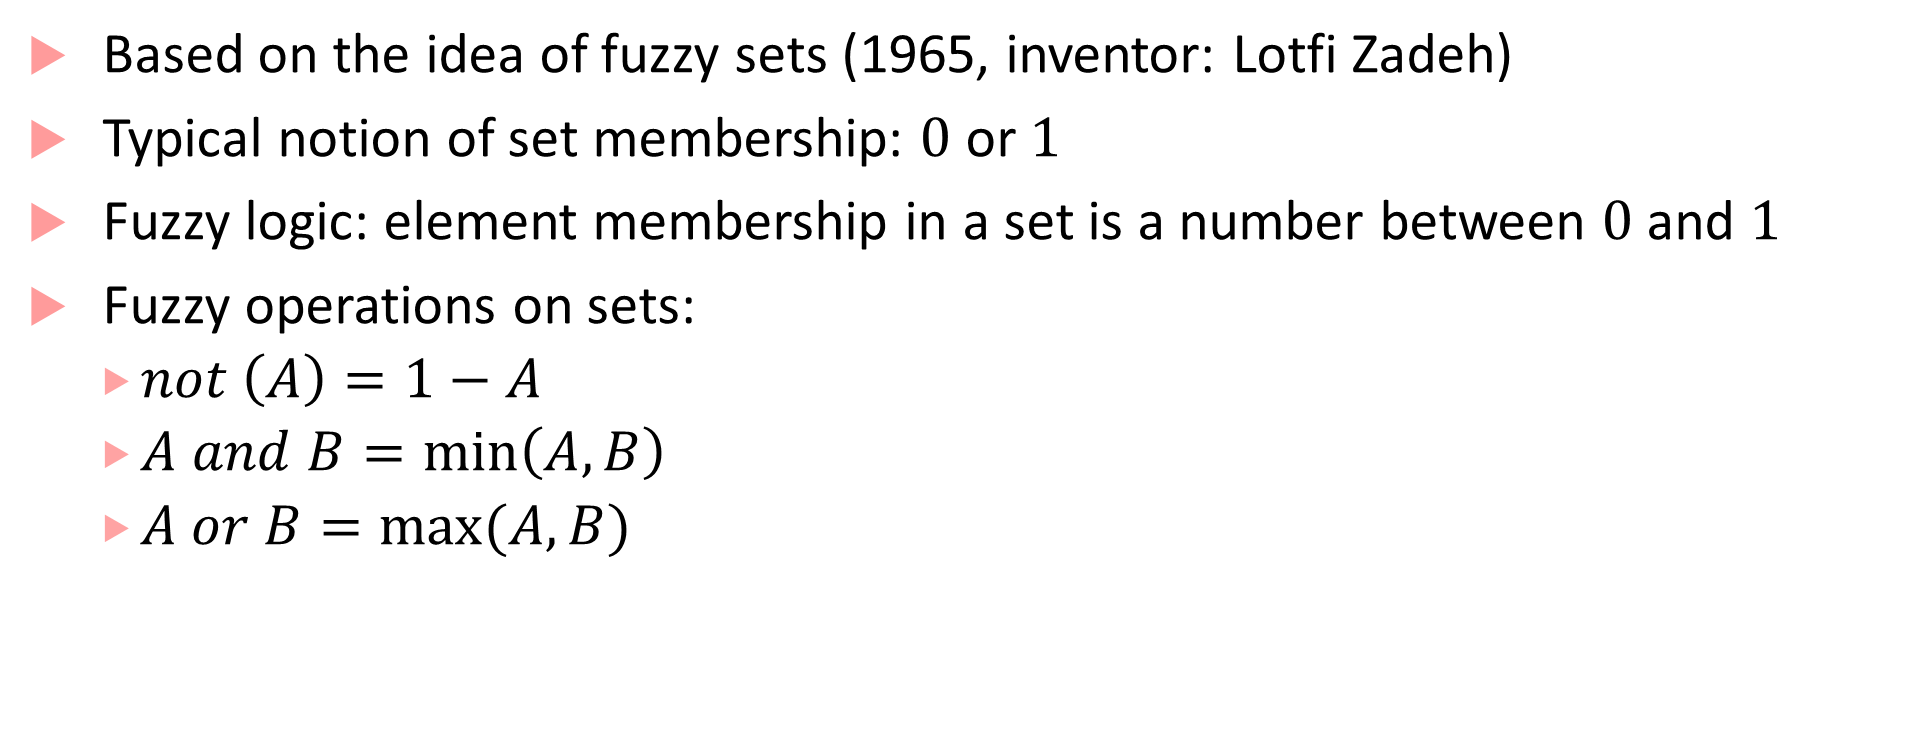 Based on the idea of fuzzy sets (1965, inventor: Lotfi Zadeh)
Typical notion of set membership: 0 or 1
Fuzzy logic: element membership in a set is a number between 0 and 1
Fuzzy operations on sets:
not (A) = 1 − A
A and B = min(A, B)
A or B = max(A, B)